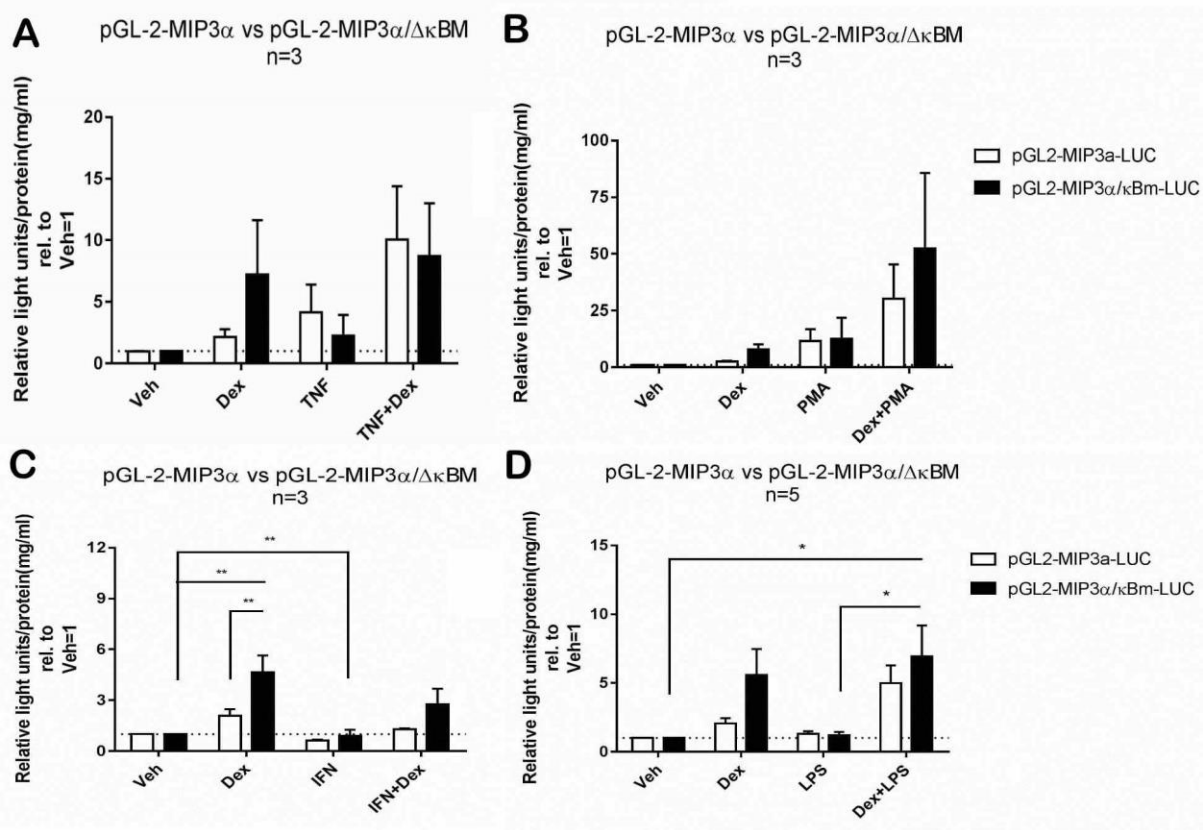 A
pGL-2-MIP3α vs pGL-2-MIP3α/ΔκBM
n=3
Relative light units/protein(mg/ml)
rel. to
Veh=1
20
15
10
5
0
Veh
Dex
TNF
TNF+Dex
B
pGL-2-MIP3α vs pGL-2-MIP3α/ΔκBM
n=3
Relative light units/protein(mg/ml)
rel. to
Veh=1
100
75
50
25
0
Veh
Dex
PMA
Dex+PMA
pGL2-MIP3a-LUC
pGL2-MIP3α/κBm-LUC
C
pGL-2-MIP3α vs pGL-2-MIP3α/ΔκBM
n=3
Relative light units/protein(mg/ml)
rel. to
Veh=1
12
9
6
3
0
**
**
**
Veh
Dex
IFN
IFN+Dex
D
pGL-2-MIP3α vs pGL-2-MIP3α/ΔκBM
n=5
Relative light units/protein(mg/ml)
rel. to
Veh=1
15
10
5
0
*
*
Veh
Dex
LPS
Dex+LPS
pGL2-MIP3a-LUC
pGL2-MIP3α/κBm-LUC